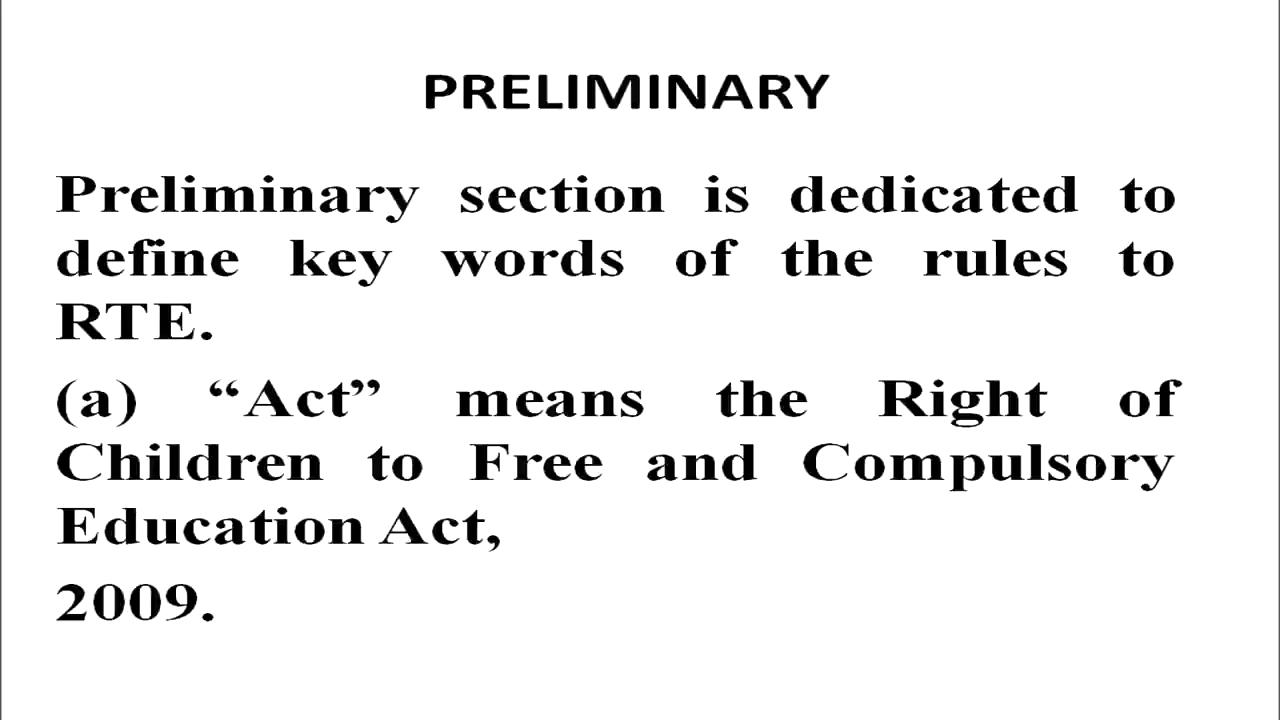 PRELIMINARY
Preliminary section is dedicated to
define key words of the rules to
RTE.
(a) “Act” means the Right of
Children to Free and Compulsory
Education Act,
2009.